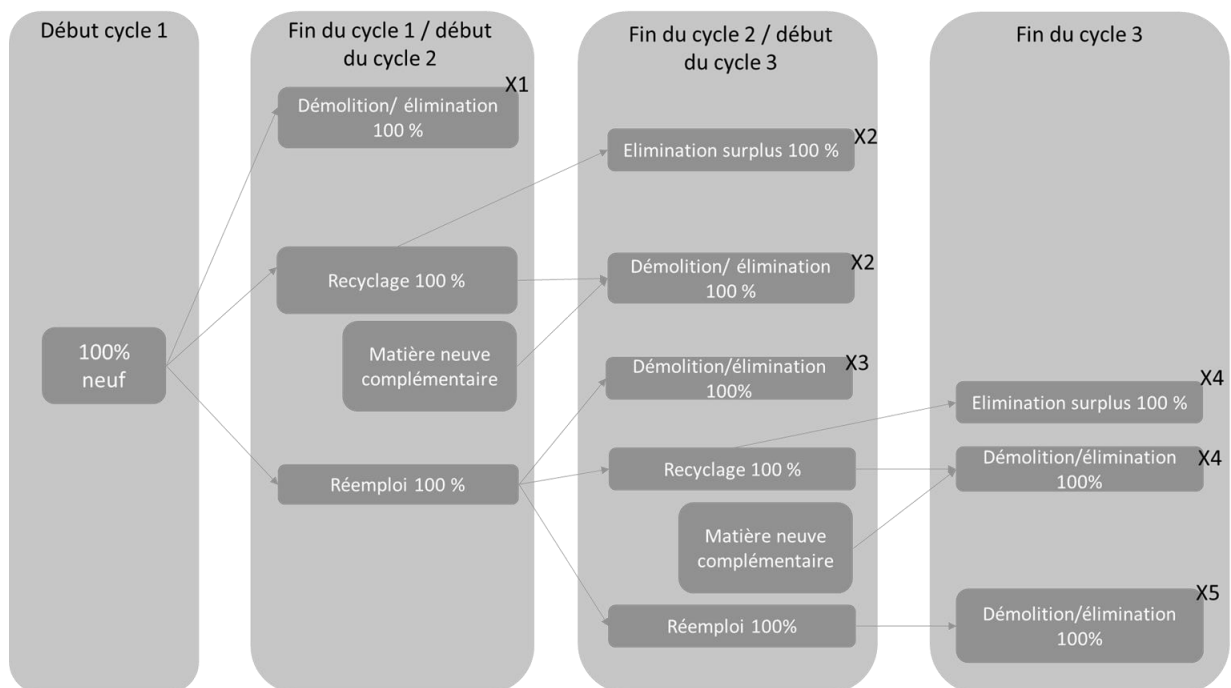 Début cycle 1
100%
neuf
Fin du cycle 1 / début
du cycle 2
X1
Démolition/ élimination
100 %
Recyclage 100 %
Matière neuve
complémentaire
Réemploi 100 %
Fin du cycle 2 / début
du cycle 3
X2
Elimination surplus 100 %
X2
Démolition/ élimination
100 %
X3
Démolition/élimination
100%
Recyclage 100 %
Matière neuve
complémentaire
Réemploi 100%
Fin du cycle 3
X4
Elimination surplus 100 %
X4
Démolition/élimination
100%
X5
Démolition/élimination
100%